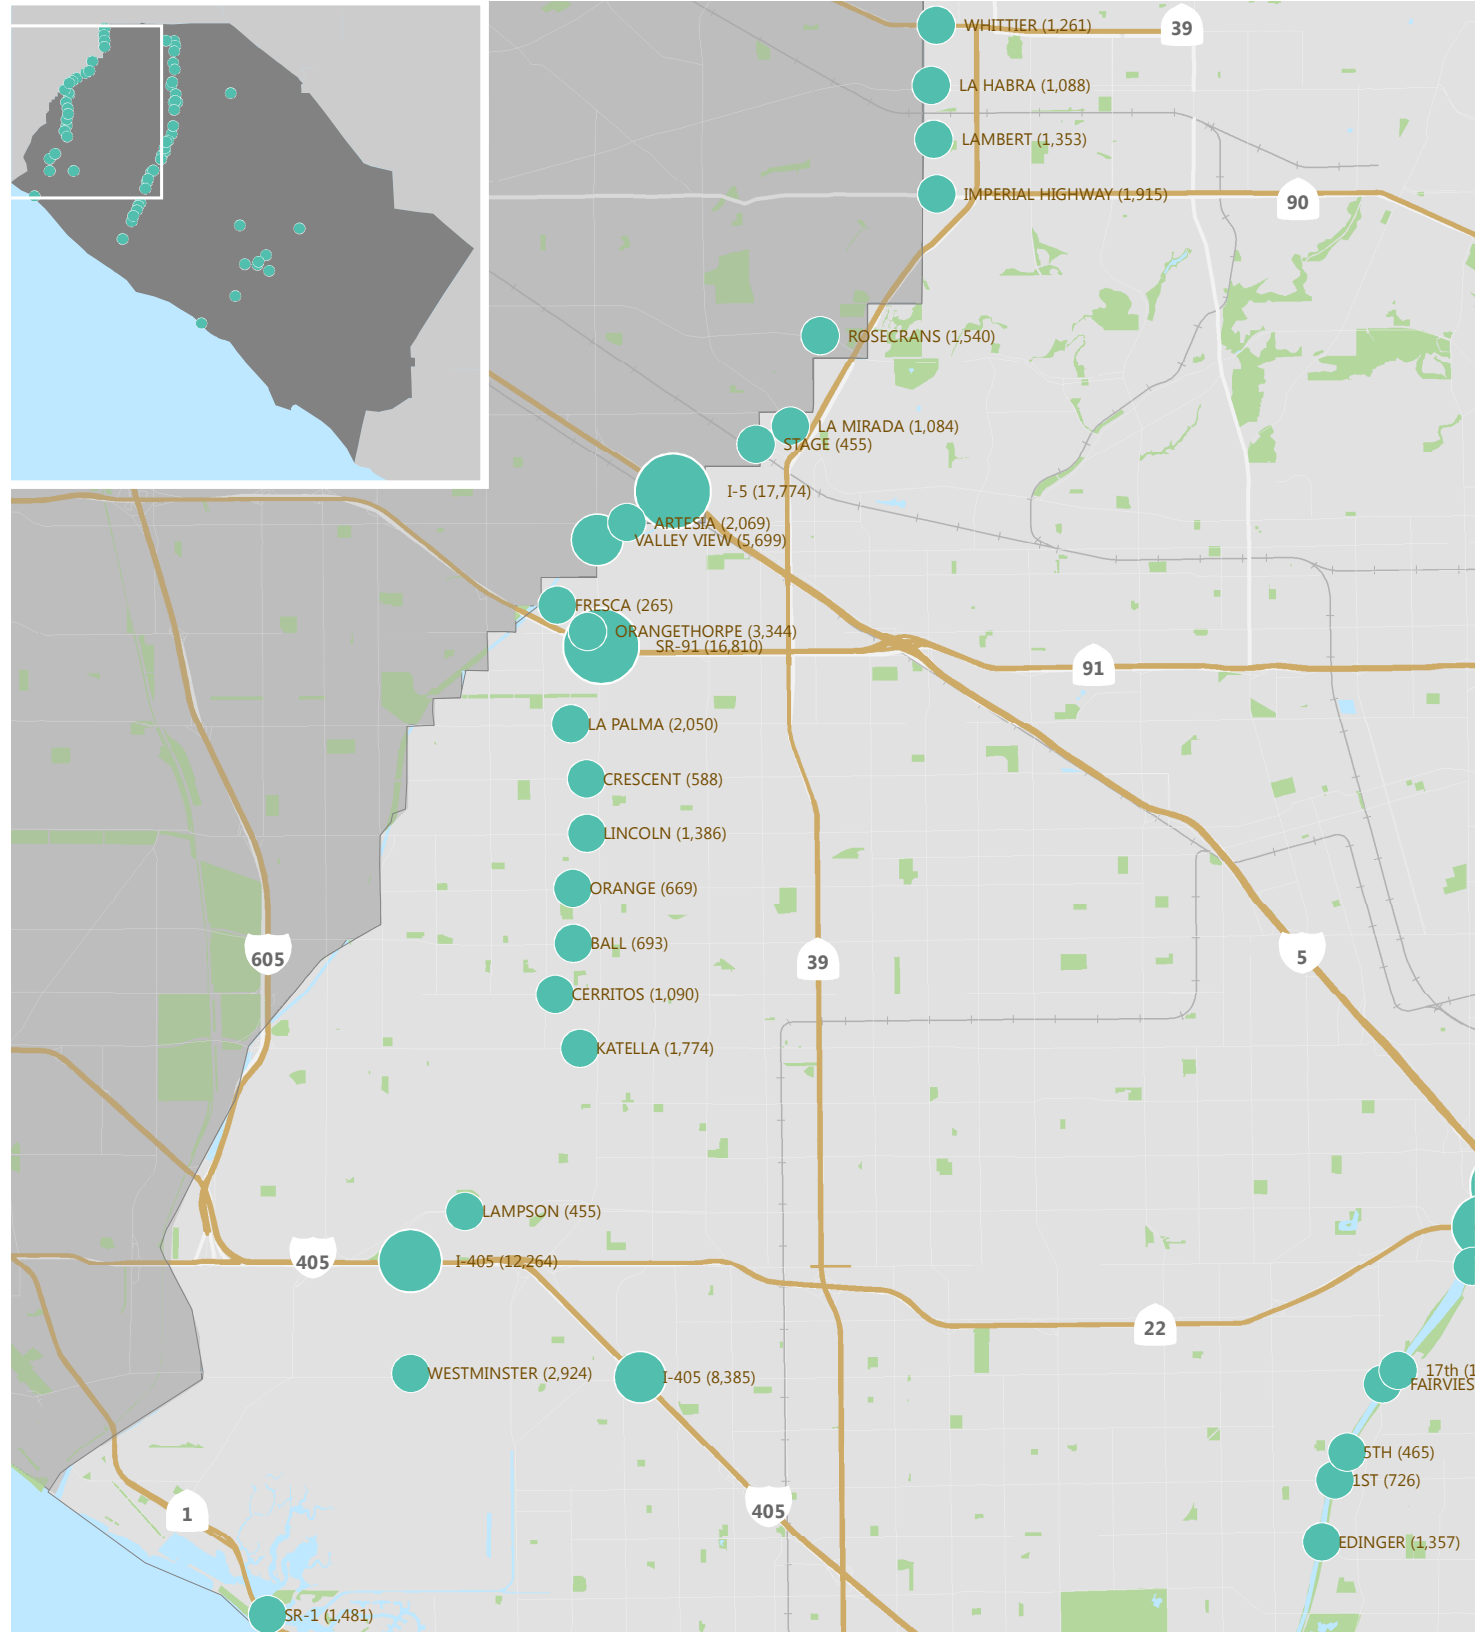 WHITTIER (1,261)
39
LA HABRA (1,088)
LAMBERT (1,353)
IMPERIAL HIGHWAY (1,915)
90
ROSECRANS (1,540)
LA MIRADA (1,084)
STAGE (455)
I-5 (17,774)
ARTESIA (2,069)
VALLEY VIEW (5,699)
FRESCA (265)
ORANGETHORPE (3,344)
SR-91 (16,810)
91
LA PALMA (2,050)
CRESCENT (588)
LINCOLN (1,386)
ORANGE (669)
BALL (693)
605
39
5
CERRITOS (1,090)
KATELLA (1,774)
LAMPSON (455)
405
I-405 (12,264)
22
WESTMINSTER (2,924)
I-405 (8,385)
17th (1
FAIRVIES
5TH (465)
1ST (726)
1
405
EDINGER (1,357)
SR-1 (1,481)